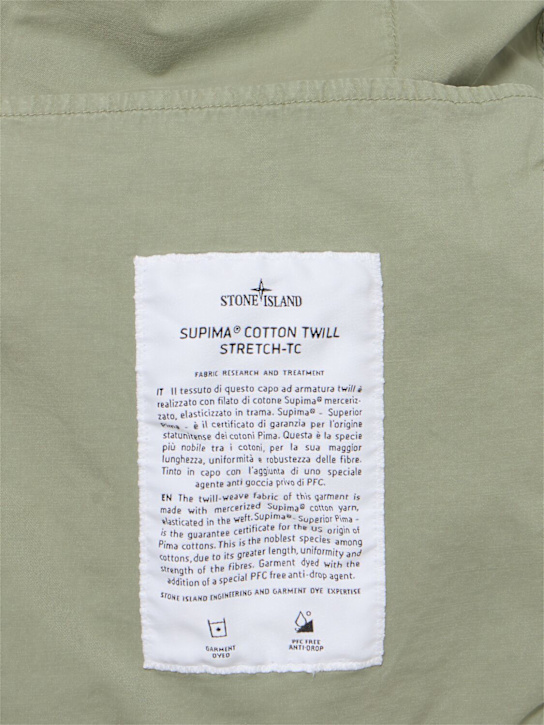 STONE ISLAND
SUPIMA® COTTON TWILL
STRETCH-TC
FABRIC RESEARCH AND TREATMENT
IT Il tessuto di questo capo ad armatura twill è
realizzato con filato di cotone Supima® merceriz-
zato, elasticizzato in trama. Supima® - Superior
Pima - è il certificato di garanzia per l'origine
statunitense dei cotoni Pima. Questa è la specie
più nobile tra i cotoni, per la sua maggior
lunghezza, uniformità e robustezza delle fibre.
Tinto in capo con l'aggiunta di uno speciale
agente anti goccia privo di PFC.
EN The twill-weave fabric of this garment is
made with mercerized Supima® cotton yarn,
elasticated in the weft. Supima® - Superior Pima -
is the guarantee certificate for the US origin of
Pima cottons. This is the noblest species among
cottons, due to its greater length, uniformity and
strength of the fibres. Garment dyed with the
addition of a special PFC free anti-drop agent.
STONE ISLAND ENGINEERING AND GARMENT DYE EXPERTISE
GARMENT
DYED
PFC FREE
ANTI-DROP